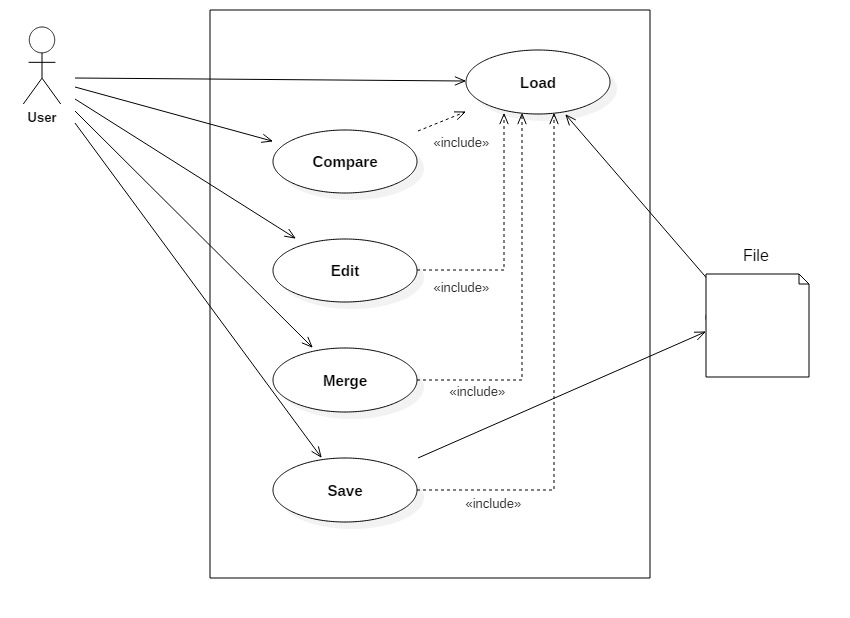 Load
User
«include»
Compare
File
Edit
«include»
Merge
«include»
Save
«include»